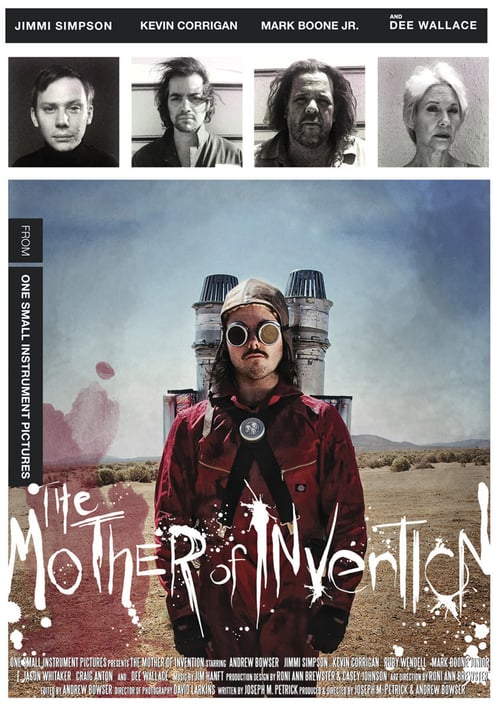 JIMMI SIMPSON KEVIN CORRIGAN MARK BOONE JR. AND DEE WALLACE
FROM
ONE SMALL INSTRUMENT PICTURES
THE
MOTHER OF INVENTION
ONE SMALL INSTRUMENT PICTURES PRESENTS THE MOTHER OF INVENTION STARRING ANDREW BOWSER JIMMI SIMPSON KEVIN CORRIGAN RUBY WENDELL MARK BOONE JUNIOR
F. JASON WHITAKER CRAIG ANTON AND DEE WALLACE MUSIC BY JIM HANFT PRODUCTION DESIGN BY RONI ANN BREWSTER & CASEY JOHNSON ART DIRECTION BY RONI ANN BREWSTER
EDITED BY ANDREW BOWSER DIRECTOR OF PHOTOGRAPHY DAVID LARKINS WRITTEN BY JOSEPH M. PETRICK PRODUCED & DIRECTED BY JOSEPH M. PETRICK & ANDREW BOWSER